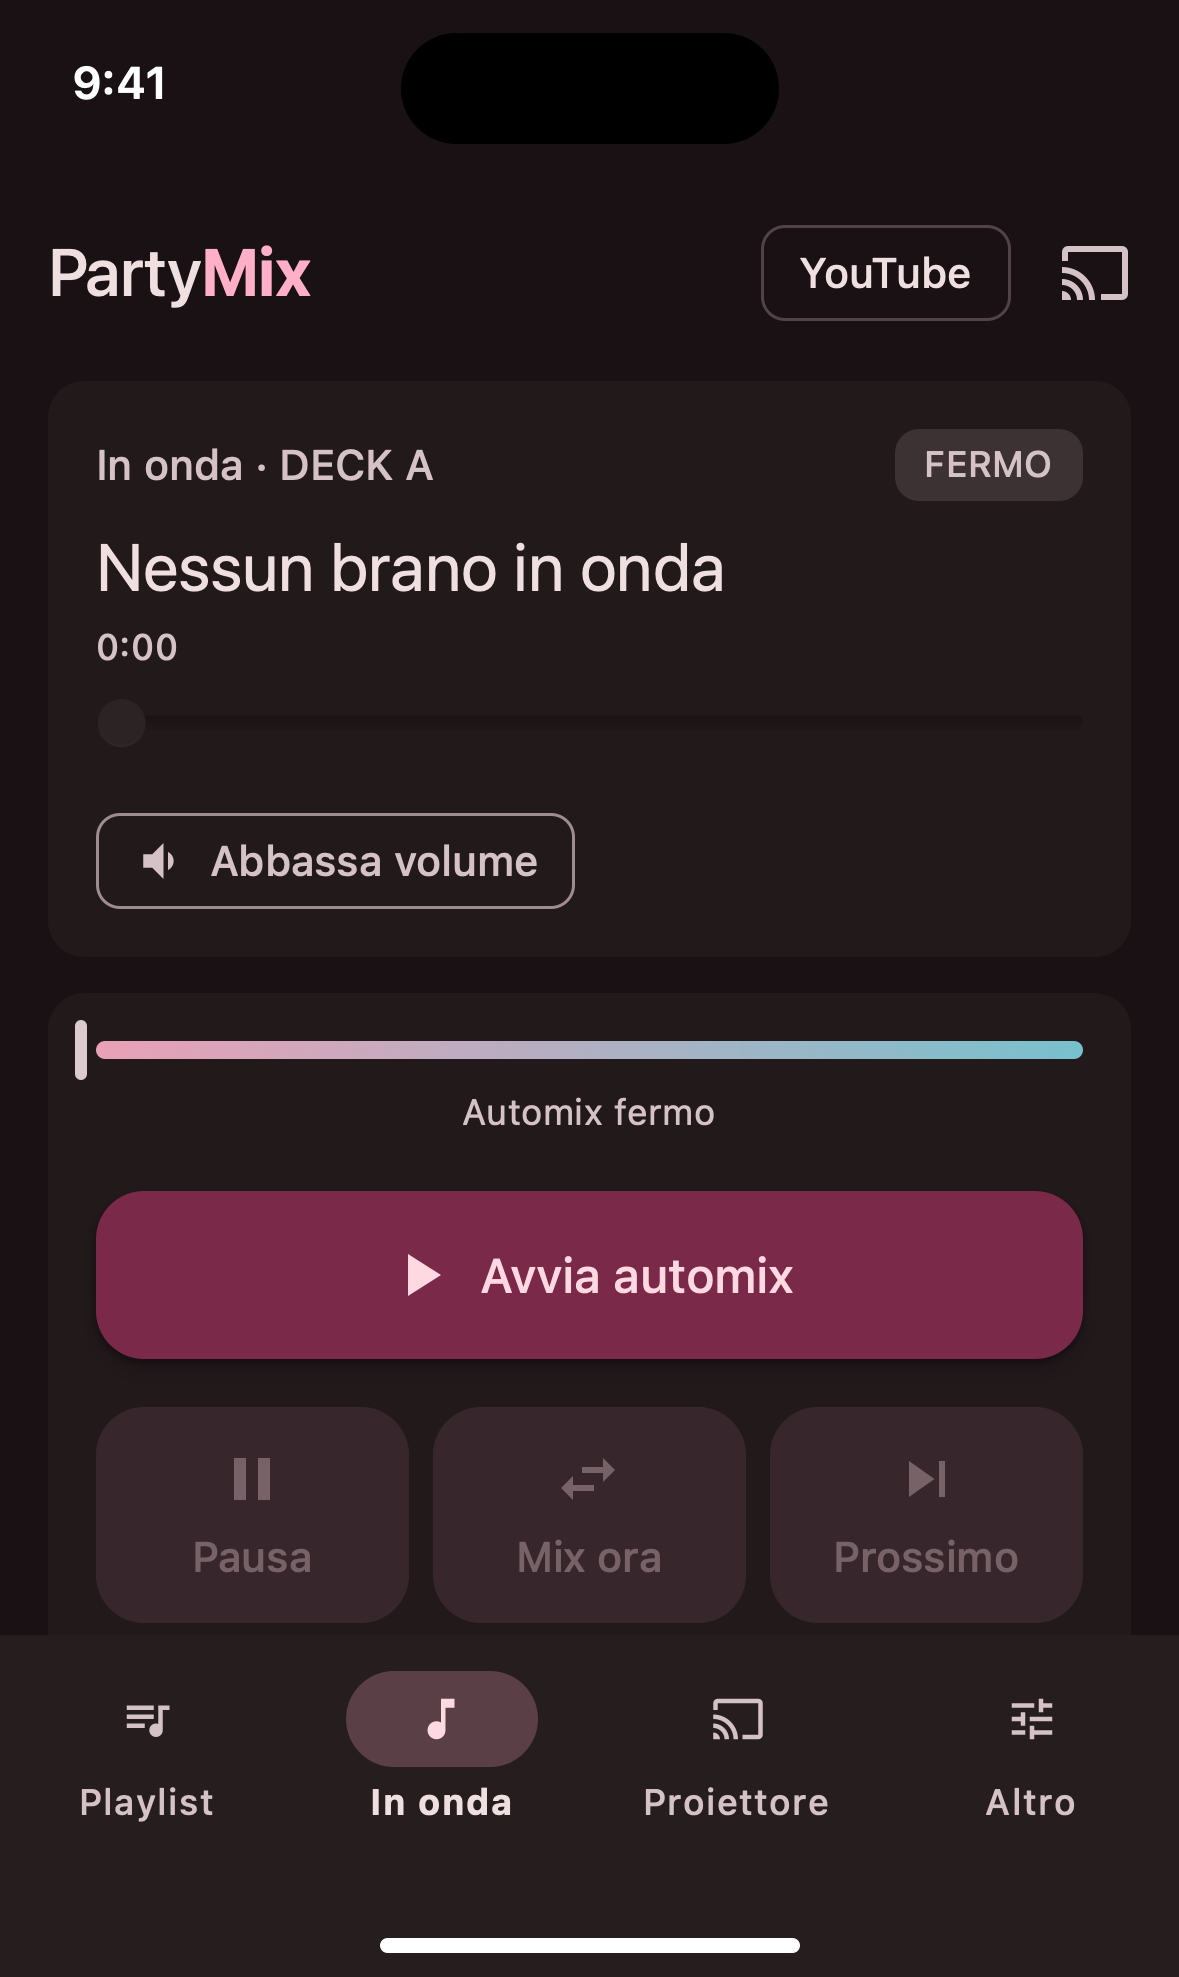 9:41
PartyMix
YouTube
In onda · DECK A
FERMO
Nessun brano in onda
0:00
Abbassa volume
Automix fermo
Avvia automix
Pausa
Mix ora
Prossimo
Playlist
In onda
Proiettore
Altro